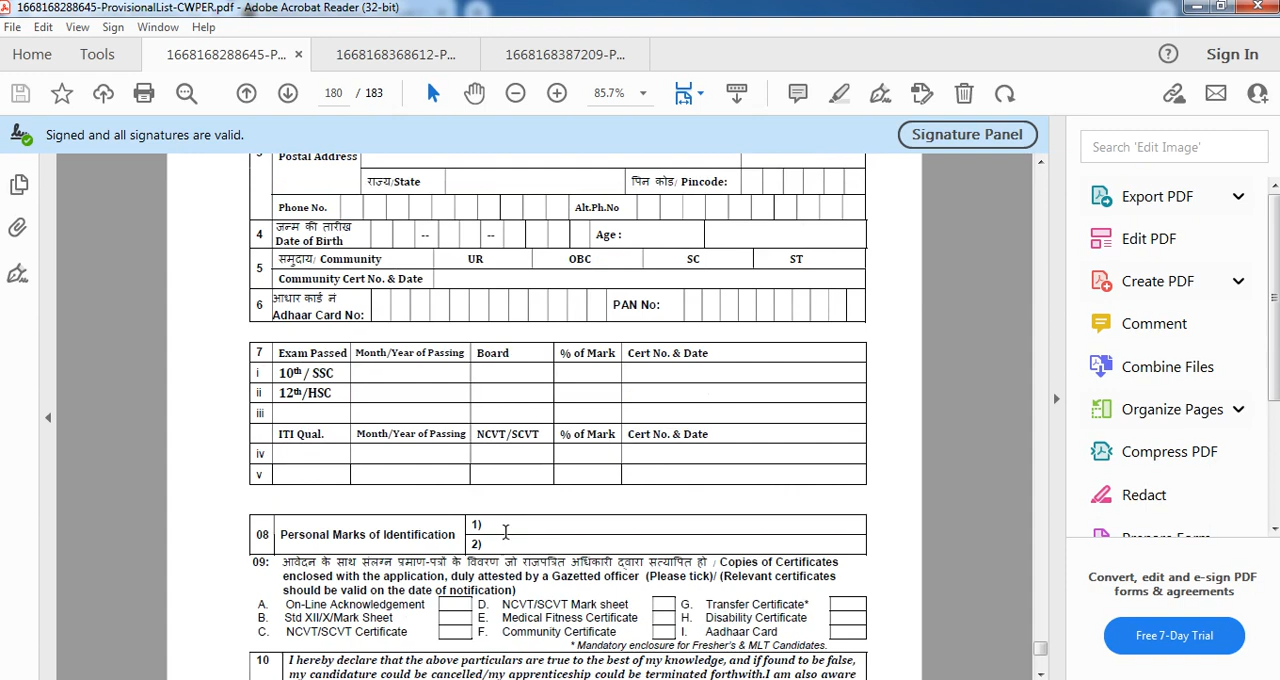 1668168288645-ProvisionalList-CWPER.pdf - Adobe Acrobat Reader (32-bit)
File Edit View Sign Window Help
Home Tools 1668168288645-P... × 1668168368612-P... 1668168387209-P... Sign In
180 / 183 85.7%
Signed and all signatures are valid. Signature Panel
Postal Address
राज्य/State पिन कोड/ Pincode:
Phone No. Alt.Ph.No
4 जन्म की तारीख Date of Birth -- -- Age :
5 समुदाय/ Community UR OBC SC ST
Community Cert No. & Date
6 आधार कार्ड नं Adhaar Card No: PAN No:
7 Exam Passed Month/Year of Passing Board % of Mark Cert No. & Date
i 10th / SSC
ii 12th/HSC
iii
ITI Qual. Month/Year of Passing NCVT/SCVT % of Mark Cert No. & Date
iv
v
08 Personal Marks of Identification 1)
2)
09: आवेदन के साथ संलग्न प्रमाण-पत्रों के विवरण जो राजपत्रित अधिकारी द्वारा सत्यापित हो / Copies of Certificates
enclosed with the application, duly attested by a Gazetted officer (Please tick)/ (Relevant certificates
should be valid on the date of notification)
A. On-Line Acknowledgement D. NCVT/SCVT Mark sheet G. Transfer Certificate*
B. Std XII/X/Mark Sheet E. Medical Fitness Certificate H. Disability Certificate
C. NCVT/SCVT Certificate F. Community Certificate I. Aadhaar Card
* Mandatory enclosure for Fresher's & MLT Candidates.
10 I hereby declare that the above particulars are true to the best of my knowledge, and if found to be false,
my candidature could be cancelled/my apprenticeship could be terminated forthwith.I am also aware
Search 'Edit Image'
Export PDF
Edit PDF
Create PDF
Comment
Combine Files
Organize Pages
Compress PDF
Redact
Convert, edit and e-sign PDF
forms & agreements
Free 7-Day Trial